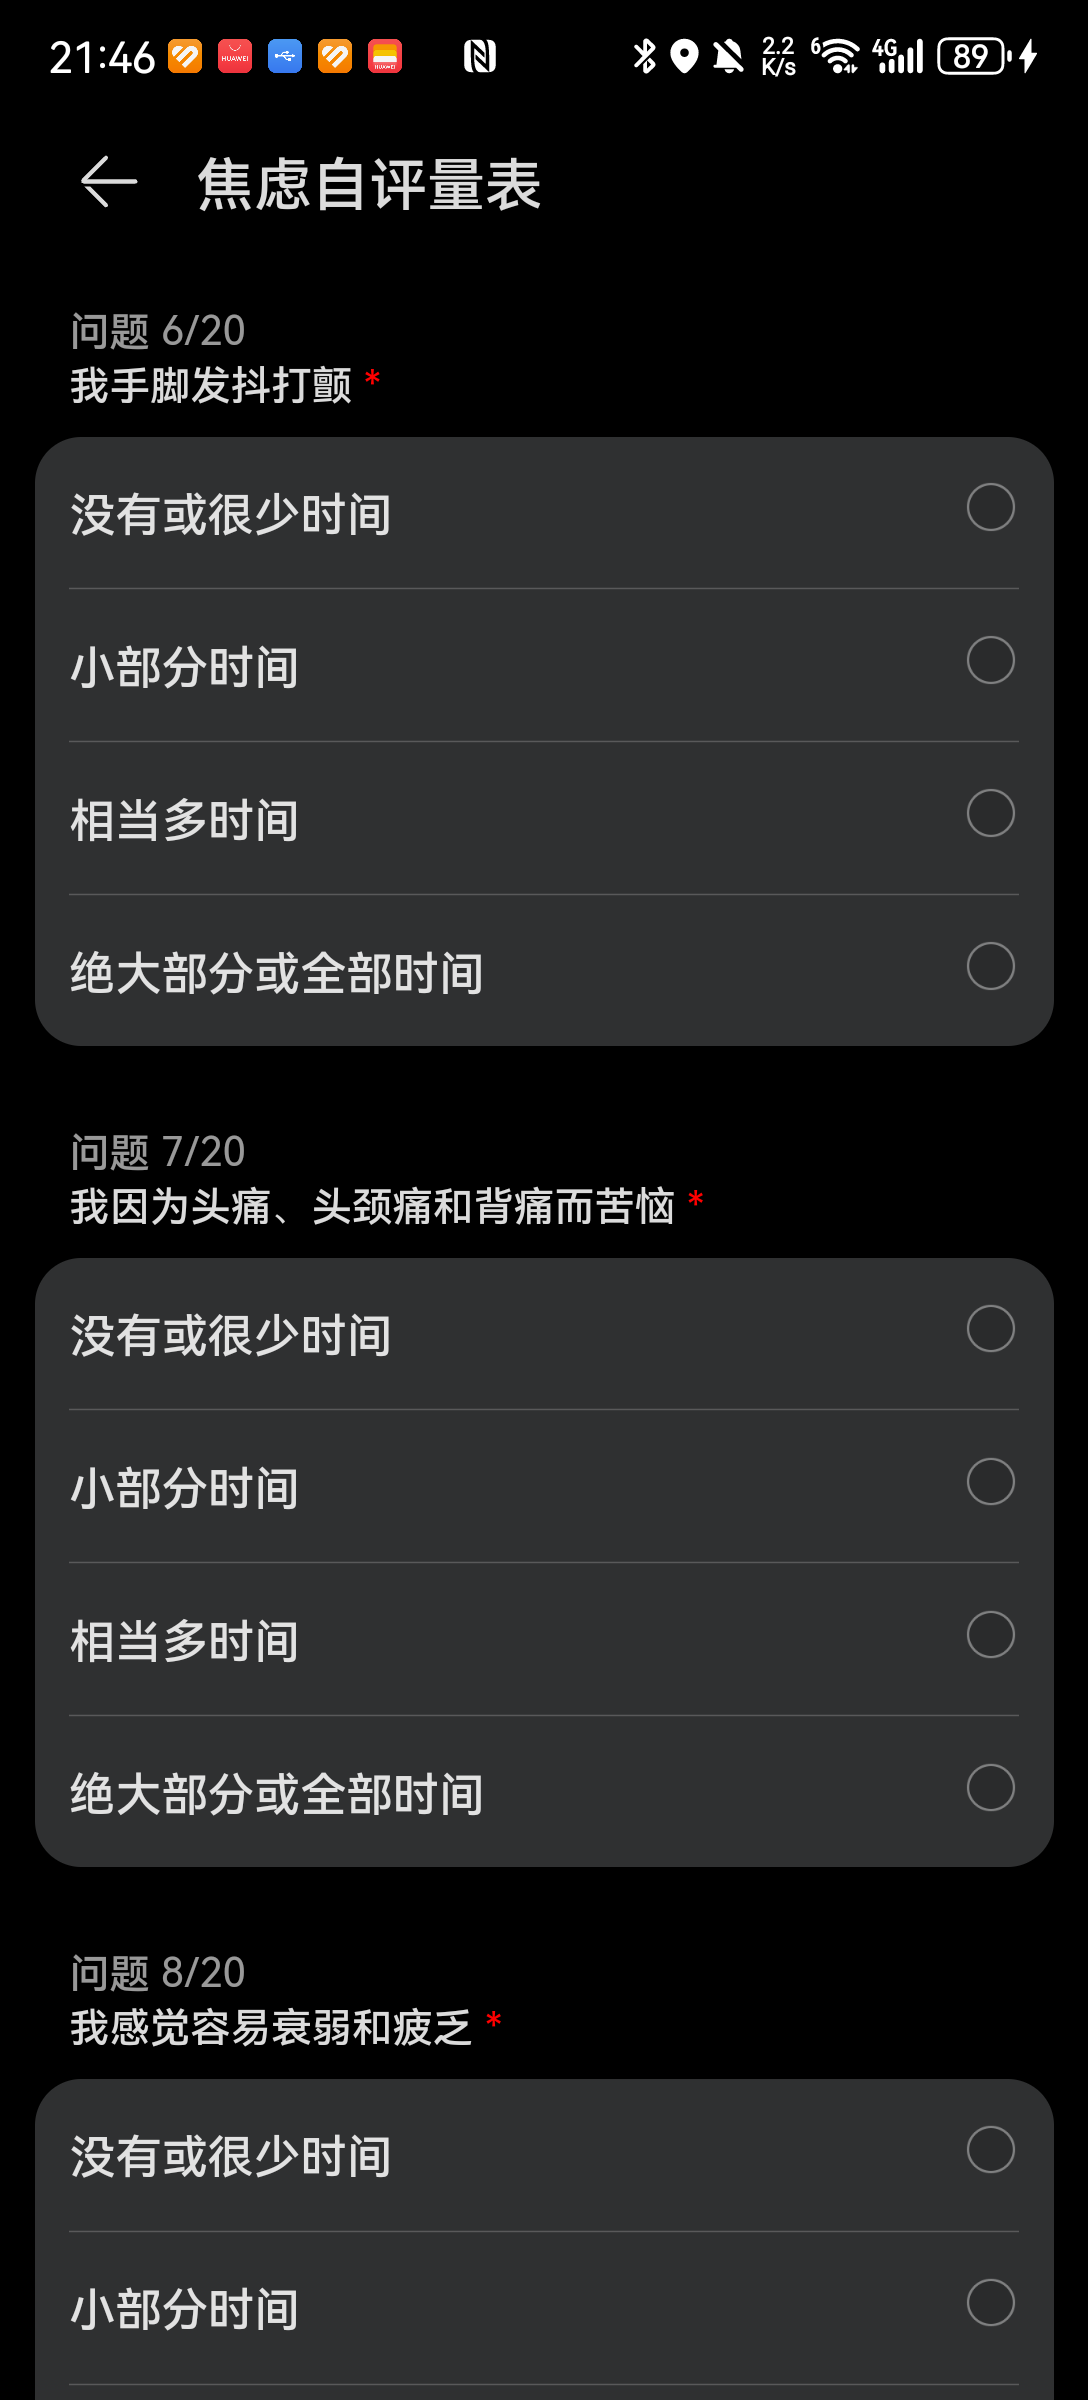 21:46 HUAWEI HUAWEI 2.2 K/s 6 4G 89
焦虑自评量表
问题 6/20
我手脚发抖打颤 *
没有或很少时间
小部分时间
相当多时间
绝大部分或全部时间
问题 7/20
我因为头痛、头颈痛和背痛而苦恼 *
没有或很少时间
小部分时间
相当多时间
绝大部分或全部时间
问题 8/20
我感觉容易衰弱和疲乏 *
没有或很少时间
小部分时间